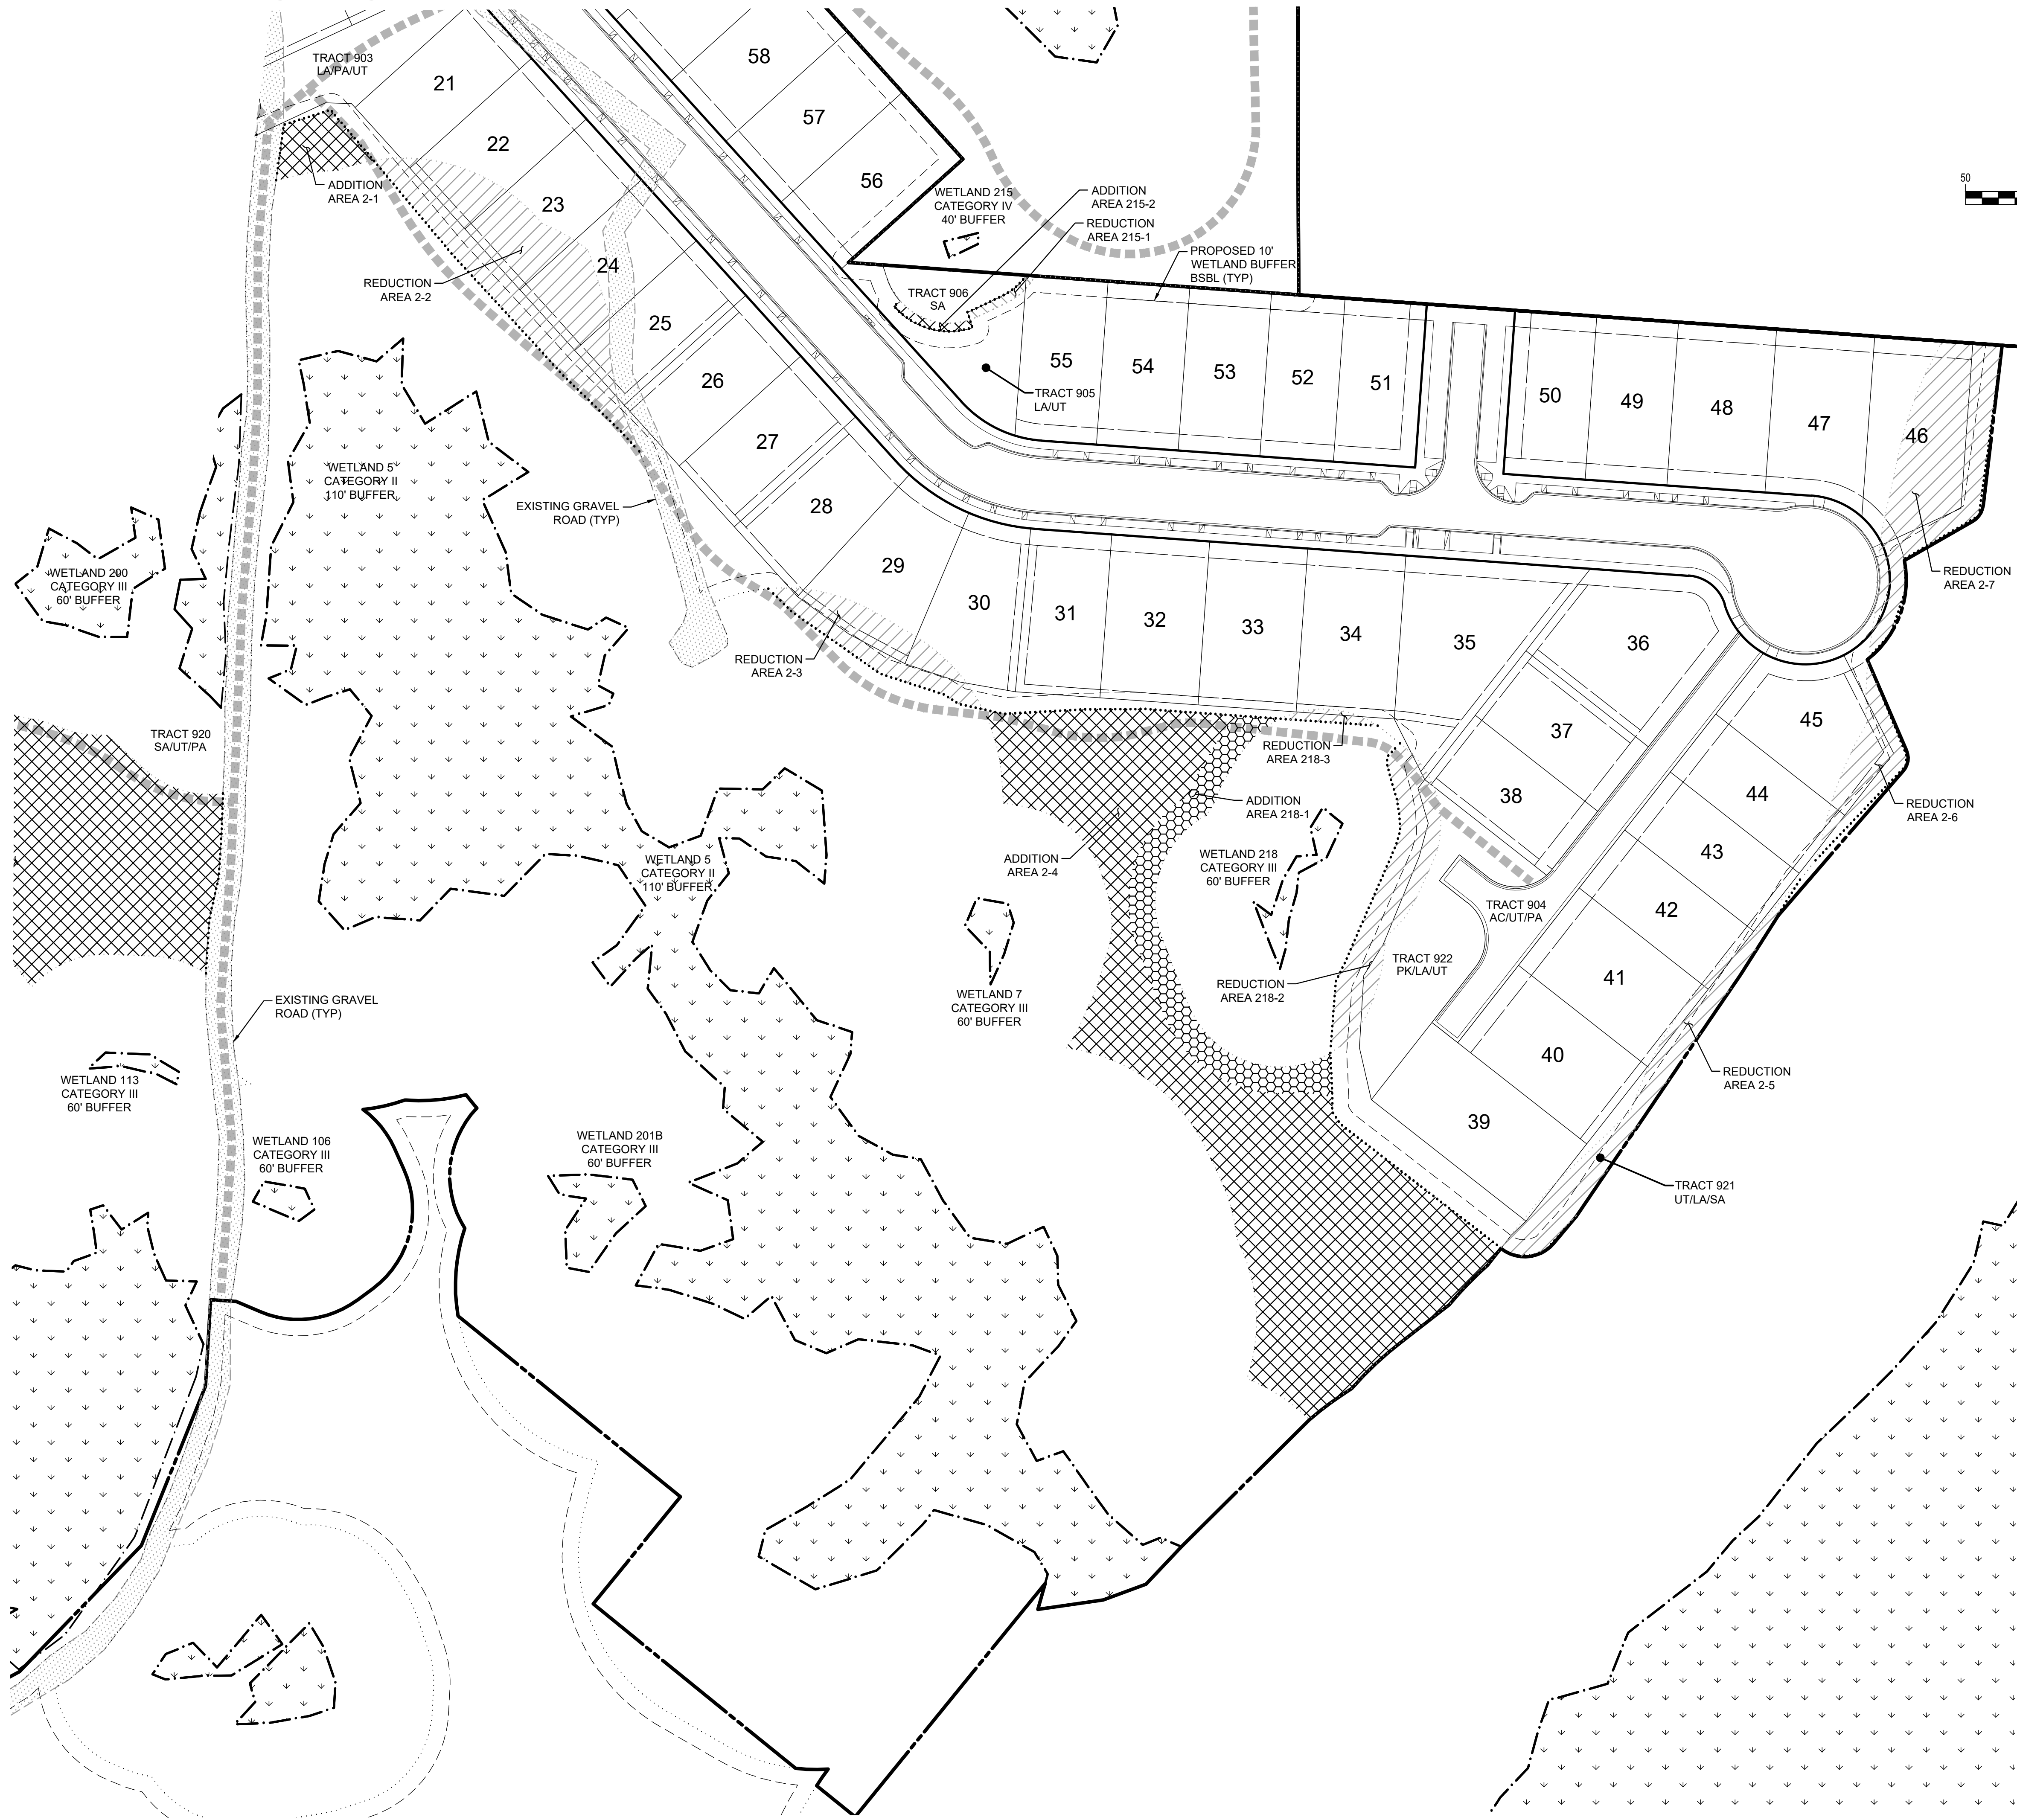 TRACT 903
LA/PA/UT
21
22
23
24
25
26
27
28
29
30
31
32
33
34
35
36
37
38
39
40
41
42
43
44
45
46
47
48
49
50
51
52
53
54
55
56
57
58
50
ADDITION
AREA 2-1
REDUCTION
AREA 2-2
WETLAND 215
CATEGORY IV
40' BUFFER
ADDITION
AREA 215-2
REDUCTION
AREA 215-1
PROPOSED 10'
WETLAND BUFFER
BSBL (TYP)
TRACT 906
SA
TRACT 905
LA/UT
WETLAND 5
CATEGORY II
110' BUFFER
EXISTING GRAVEL
ROAD (TYP)
WETLAND 200
CATEGORY III
60' BUFFER
REDUCTION
AREA 2-7
REDUCTION
AREA 2-3
TRACT 920
SA/UT/PA
REDUCTION
AREA 218-3
ADDITION
AREA 218-1
REDUCTION
AREA 2-6
WETLAND 5
CATEGORY II
110' BUFFER
ADDITION
AREA 2-4
WETLAND 218
CATEGORY III
60' BUFFER
TRACT 904
AC/UT/PA
TRACT 922
PK/LA/UT
REDUCTION
AREA 218-2
WETLAND 7
CATEGORY III
60' BUFFER
EXISTING GRAVEL
ROAD (TYP)
WETLAND 113
CATEGORY III
60' BUFFER
REDUCTION
AREA 2-5
WETLAND 106
CATEGORY III
60' BUFFER
WETLAND 201B
CATEGORY III
60' BUFFER
TRACT 921
UT/LA/SA